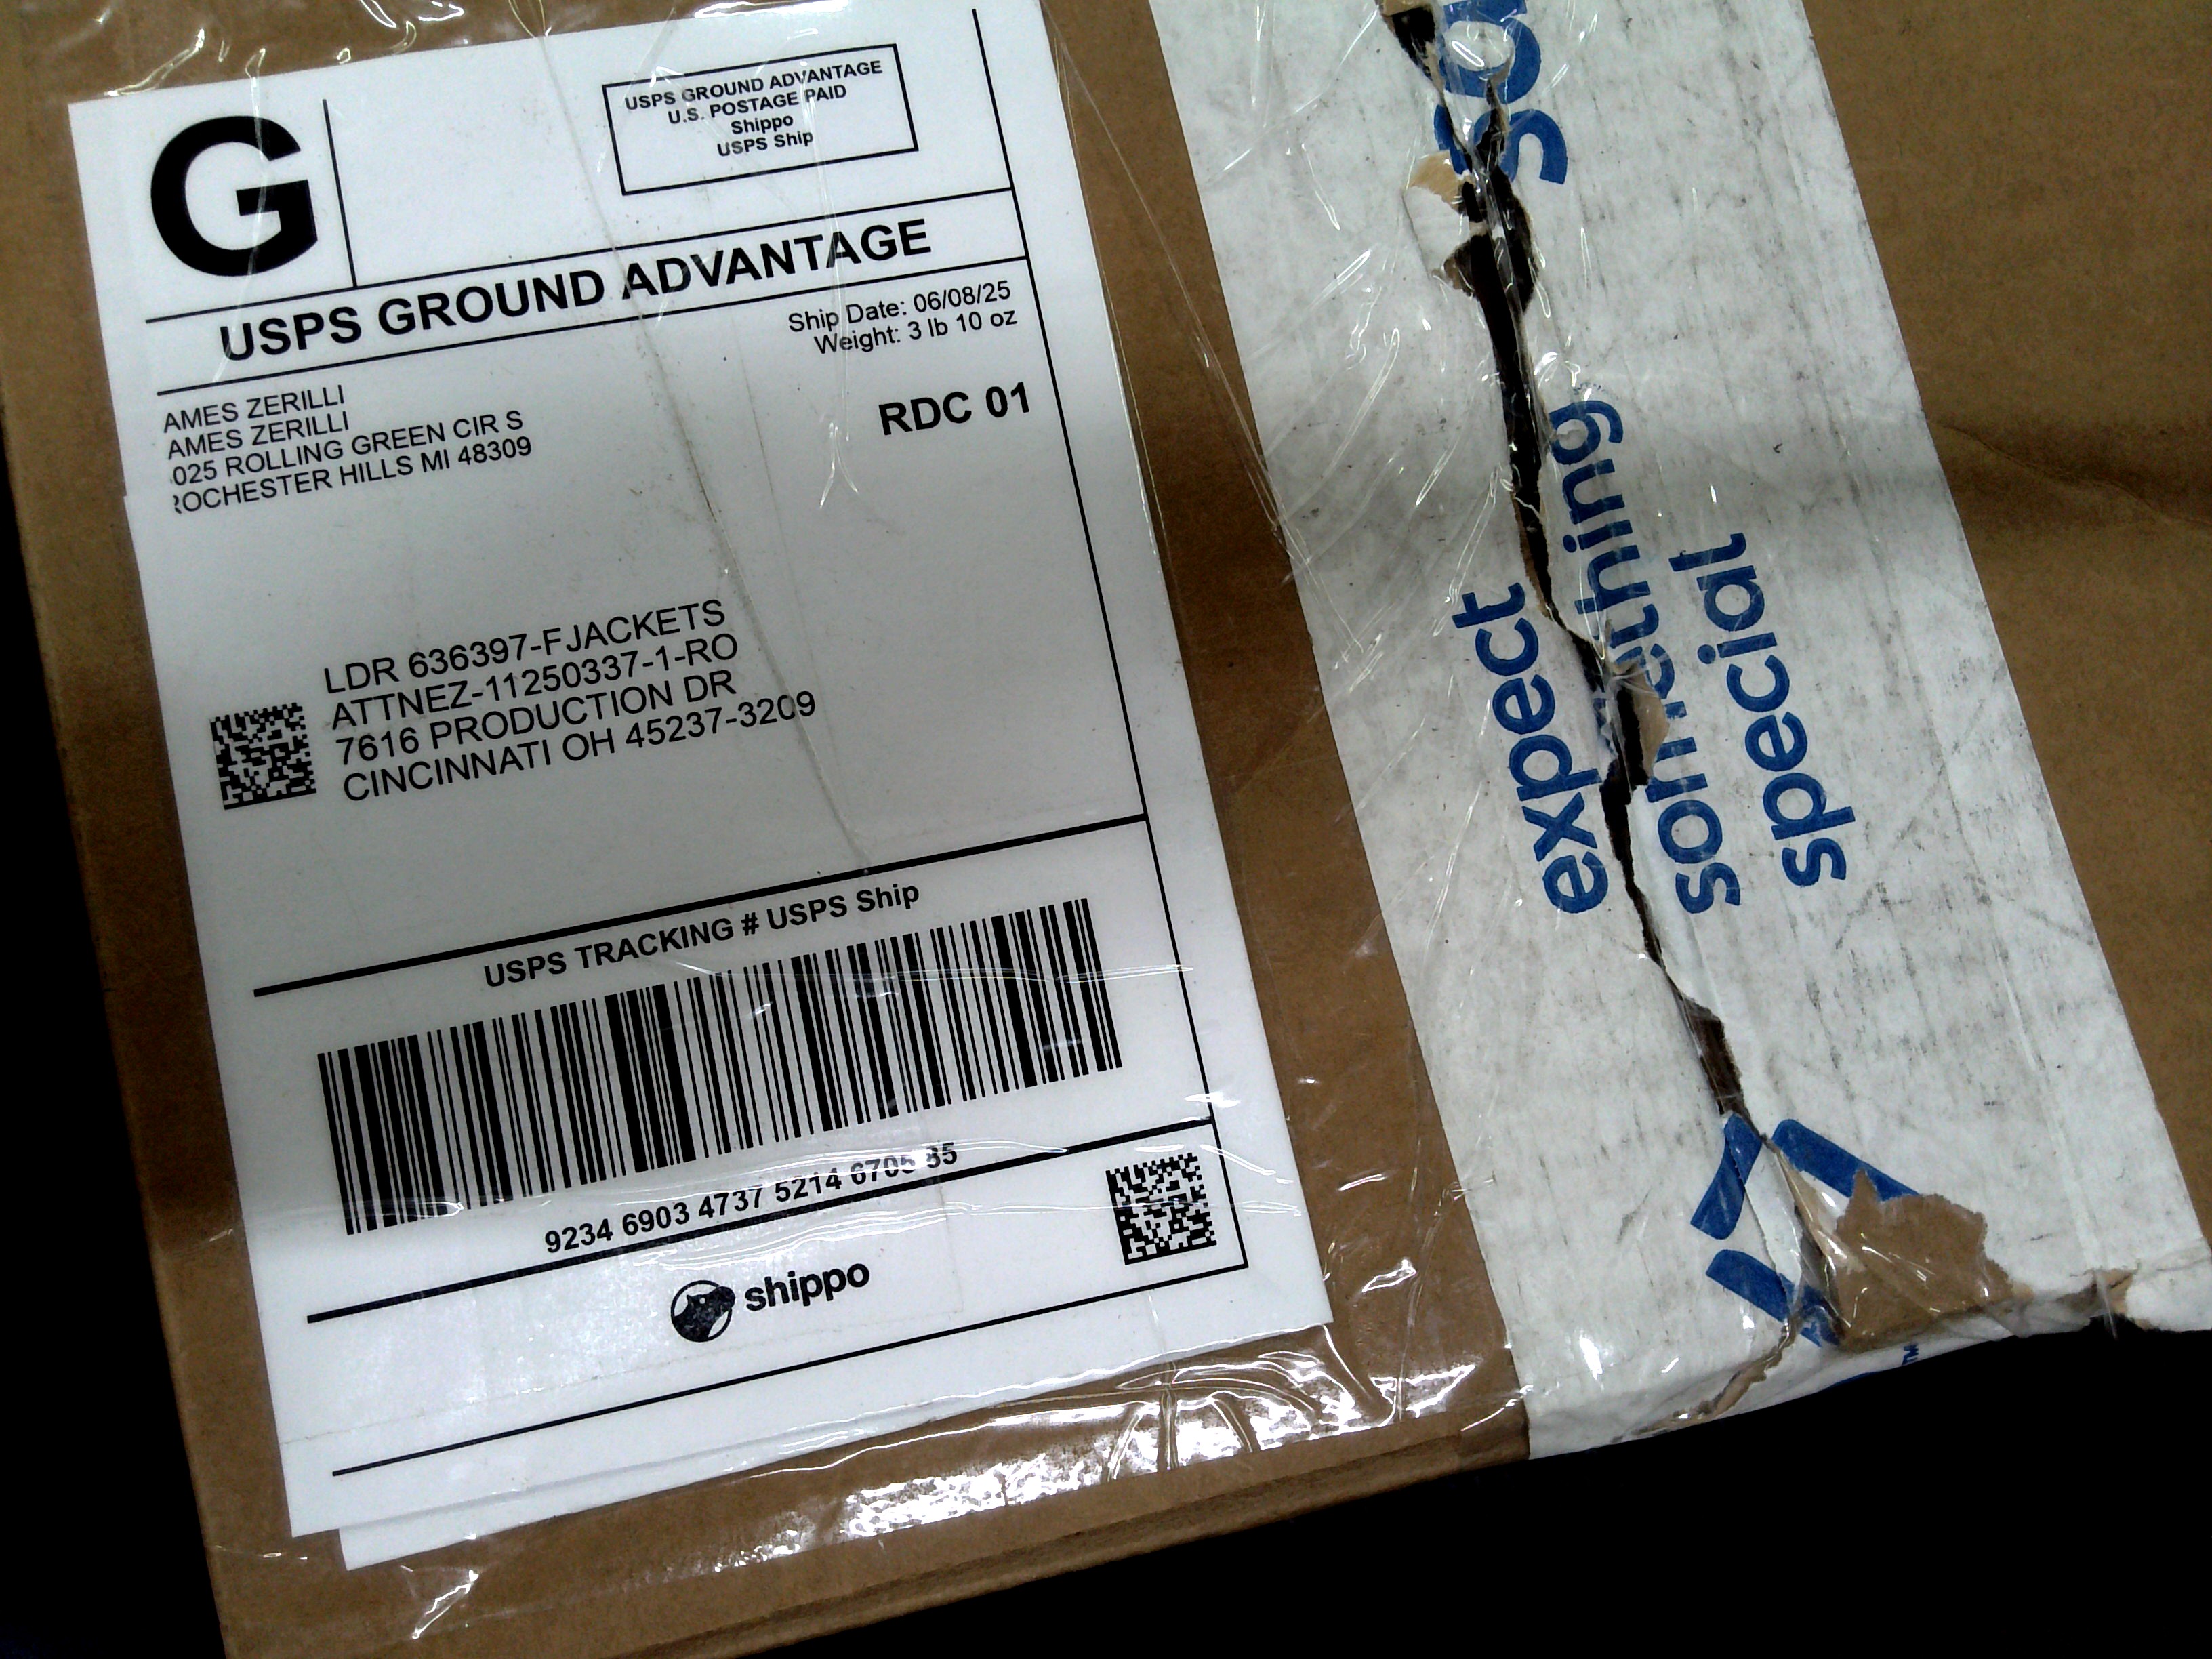 G
USPS GROUND ADVANTAGE
U.S. POSTAGE PAID
Shippo
USPS Ship
USPS GROUND ADVANTAGE
Ship Date: 06/08/25
Weight: 3 lb 10 oz
AMES ZERILLI
AMES ZERILLI
025 ROLLING GREEN CIR S
ROCHESTER HILLS MI 48309
RDC 01
LDR 636397-FJACKETS
ATTNEZ-11250337-1-RO
7616 PRODUCTION DR
CINCINNATI OH 45237-3209
USPS TRACKING # USPS Ship
9234 6903 4737 5214 6705 85
shippo
expect
something
special
TM